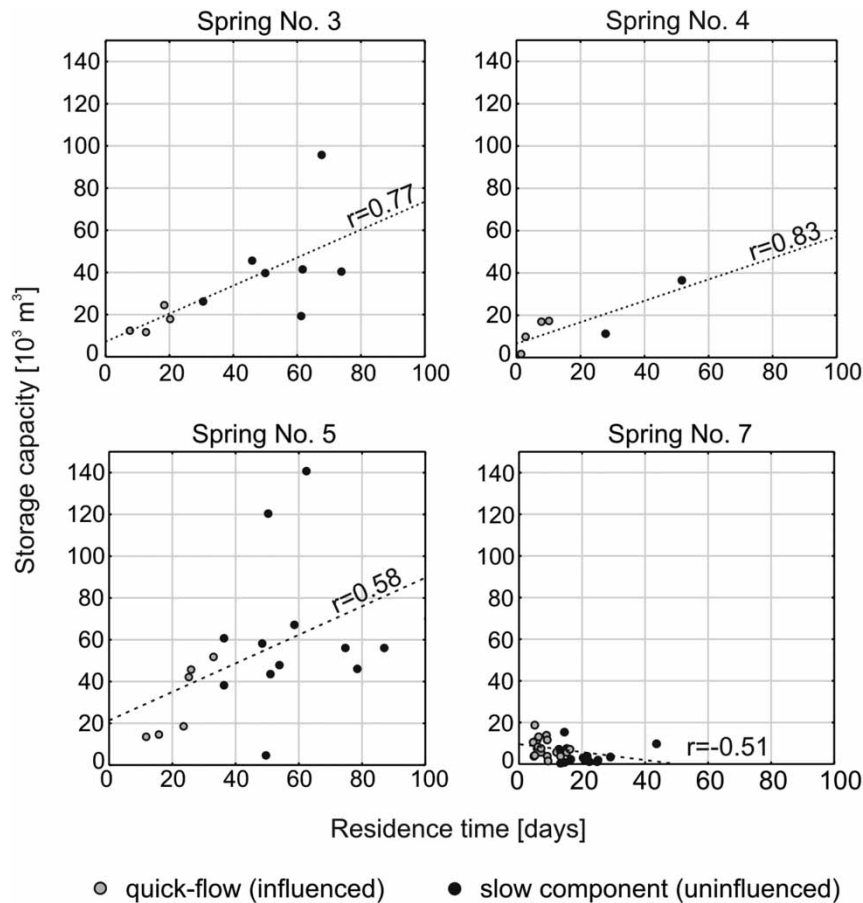 Spring No. 3
Spring No. 4
140
120
100
80
60
40
20
0
r=0.77
0 20 40 60 80 100
140
120
100
80
60
40
20
0
r=0.83
0 20 40 60 80 100
Storage capacity [10³ m³]
Spring No. 5
Spring No. 7
140
120
100
80
60
40
20
0
r=0.58
0 20 40 60 80 100
140
120
100
80
60
40
20
0
r=-0.51
0 20 40 60 80 100
Residence time [days]
quick-flow (influenced)
slow component (uninfluenced)